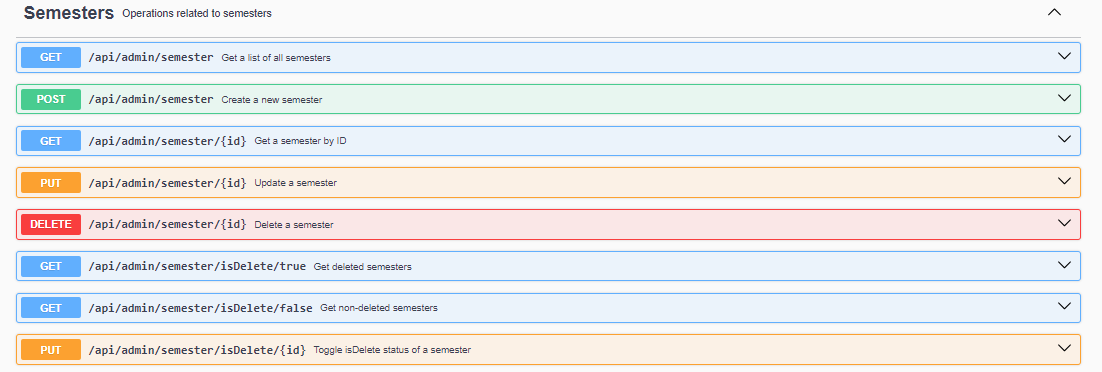 Semesters Operations related to semesters
GET /api/admin/semester Get a list of all semesters
POST /api/admin/semester Create a new semester
GET /api/admin/semester/{id} Get a semester by ID
PUT /api/admin/semester/{id} Update a semester
DELETE /api/admin/semester/{id} Delete a semester
GET /api/admin/semester/isDelete/true Get deleted semesters
GET /api/admin/semester/isDelete/false Get non-deleted semesters
PUT /api/admin/semester/isDelete/{id} Toggle isDelete status of a semester